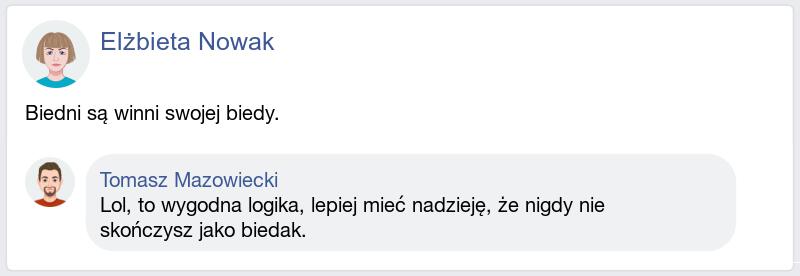 Elżbieta Nowak
Biedni są winni swojej biedy.
Tomasz Mazowiecki
Lol, to wygodna logika, lepiej mieć nadzieję, że nigdy nie
skończysz jako biedak.